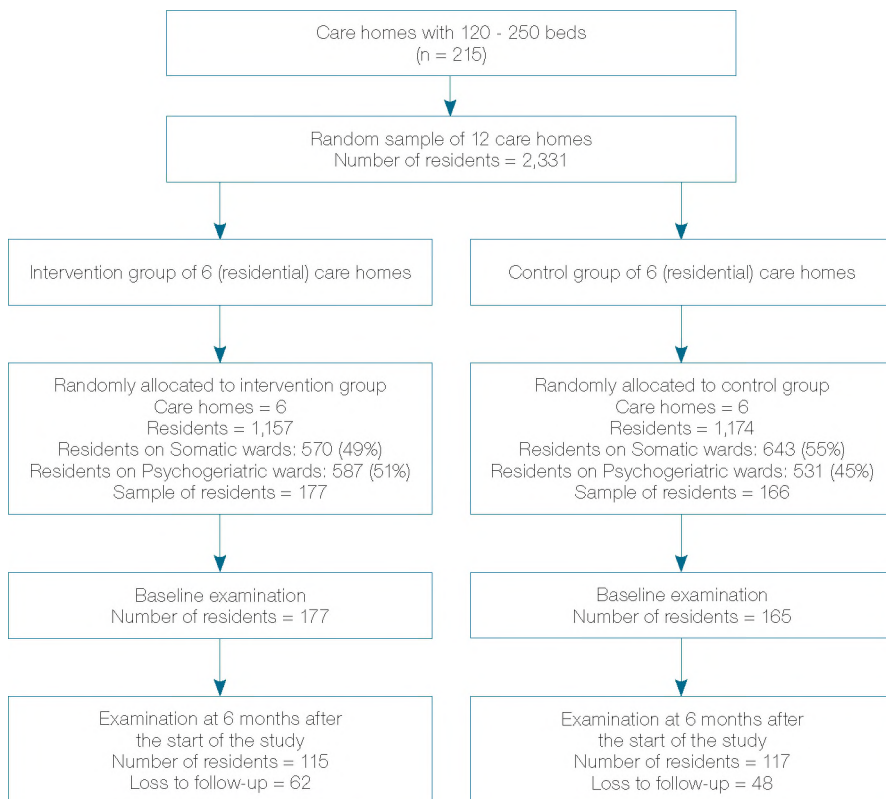 Care homes with 120 - 250 beds
(n = 215)
Random sample of 12 care homes
Number of residents = 2,331
Intervention group of 6 (residential) care homes
Control group of 6 (residential) care homes
Randomly allocated to intervention group
Care homes = 6
Residents = 1,157
Residents on Somatic wards: 570 (49%)
Residents on Psychogeriatric wards: 587 (51%)
Sample of residents = 177
Randomly allocated to control group
Care homes = 6
Residents = 1,174
Residents on Somatic wards: 643 (55%)
Residents on Psychogeriatric wards: 531 (45%)
Sample of residents = 166
Baseline examination
Number of residents = 177
Baseline examination
Number of residents = 165
Examination at 6 months after
the start of the study
Number of residents = 115
Loss to follow-up = 62
Examination at 6 months after
the start of the study
Number of residents = 117
Loss to follow-up = 48